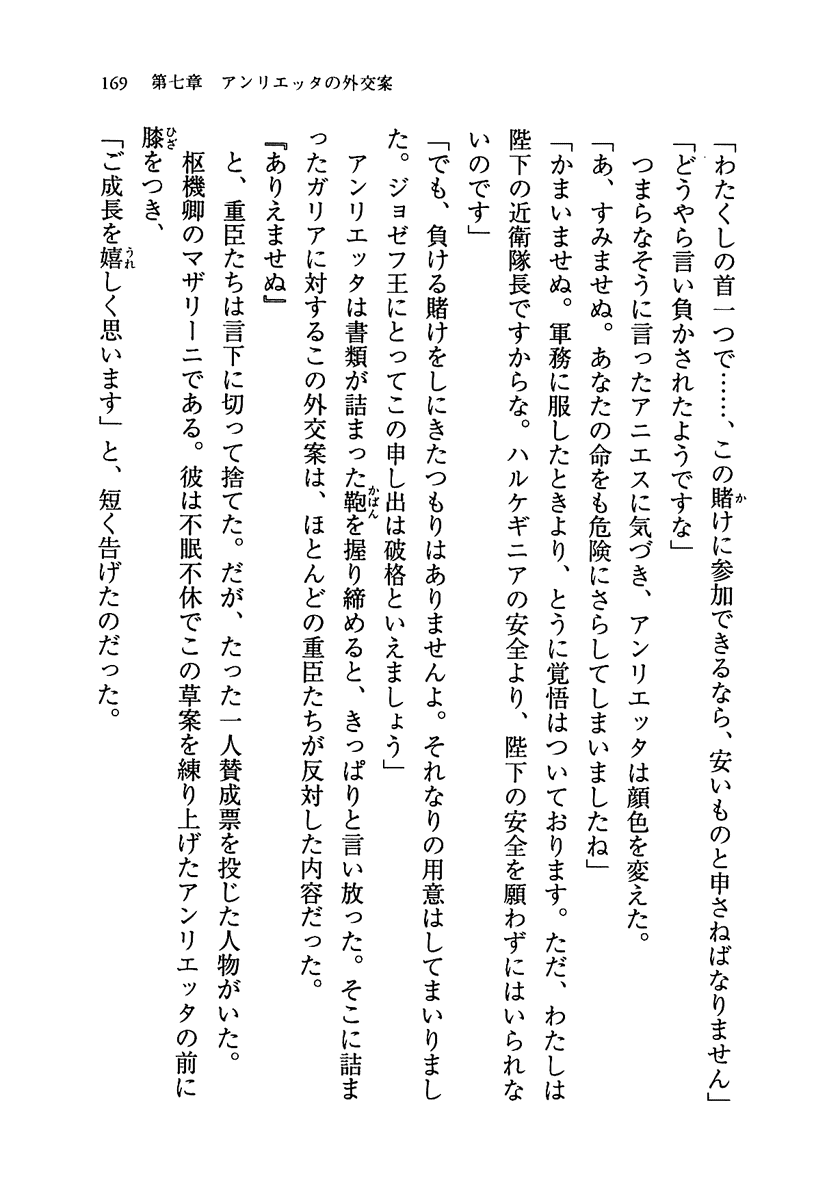 169　第七章　アンリエッタの外交案
「わたくしの首一つで……、この賭けに参加できるなら、安いものと申さねばなりません」
「どうやら言い負かされたようですな」
　つまらなそうに言ったアニエスに気づき、アンリエッタは顔色を変えた。
「あ、すみませぬ。あなたの命をも危険にさらしてしまいましたね」
「かまいませぬ。軍務に服したときより、とうに覚悟はついております。ただ、わたしは
陛下の近衛隊長ですからな。ハルケギニアの安全より、陛下の安全を願わずにはいられな
いのです」
「でも、負ける賭けをしにきたつもりはありませんよ。それなりの用意はしてまいりまし
た。ジョゼフ王にとってこの申し出は破格といえましょう」
　アンリエッタは書類が詰まった鞄を握り締めると、きっぱりと言い放った。そこに詰ま
ったガリアに対するこの外交案は、ほとんどの重臣たちが反対した内容だった。
『ありえませぬ』
　と、重臣たちは言下に切って捨てた。だが、たった一人賛成票を投じた人物がいた。
　枢機卿のマザリーニである。彼は不眠不休でこの草案を練り上げたアンリエッタの前に
膝をつき、
「ご成長を嬉しく思います」と、短く告げたのだった。